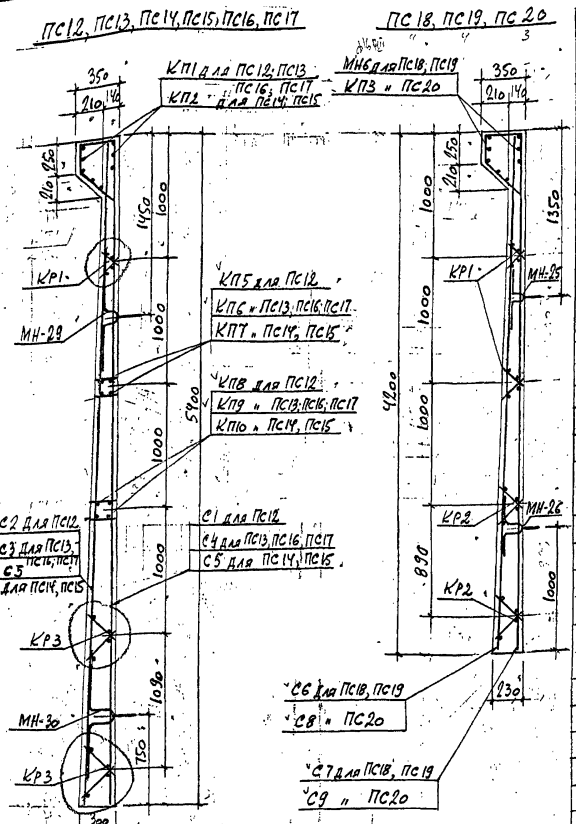 ПС12, ПС13, ПС14, ПС15, ПС16, ПС17
350
210 140
КП1 для ПС12; ПС13
ПС16; ПС17
КП2 для ПС14; ПС15
250
210
1000
1450
КР1
МН-29
1000
КП5 для ПС12
КП6 " ПС13; ПС16; ПС17
КП7 " ПС14, ПС15
КП8 для ПС12
КП9 " ПС13; ПС16; ПС17
КП10 " ПС14, ПС15
5400
1000
С2 для ПС12
С3 для ПС13,
ПС16; ПС17
С5
для ПС14, ПС15
С1 для ПС12
С4 для ПС13, ПС16, ПС17
С5 для ПС14, ПС15
1000
КР3
1090
МН-30
750
КР3
300
ПС18, ПС19, ПС20
3
МН6 для ПС18; ПС19
КП3 " ПС20
350
210 140
250
210
1000
1350
КР1
МН-25
1000
4200
1000
КР2
МН-26
890
КР2
1000
230
С6 для ПС18, ПС19
С8 " ПС20
С7 для ПС18, ПС19
С9 " ПС20